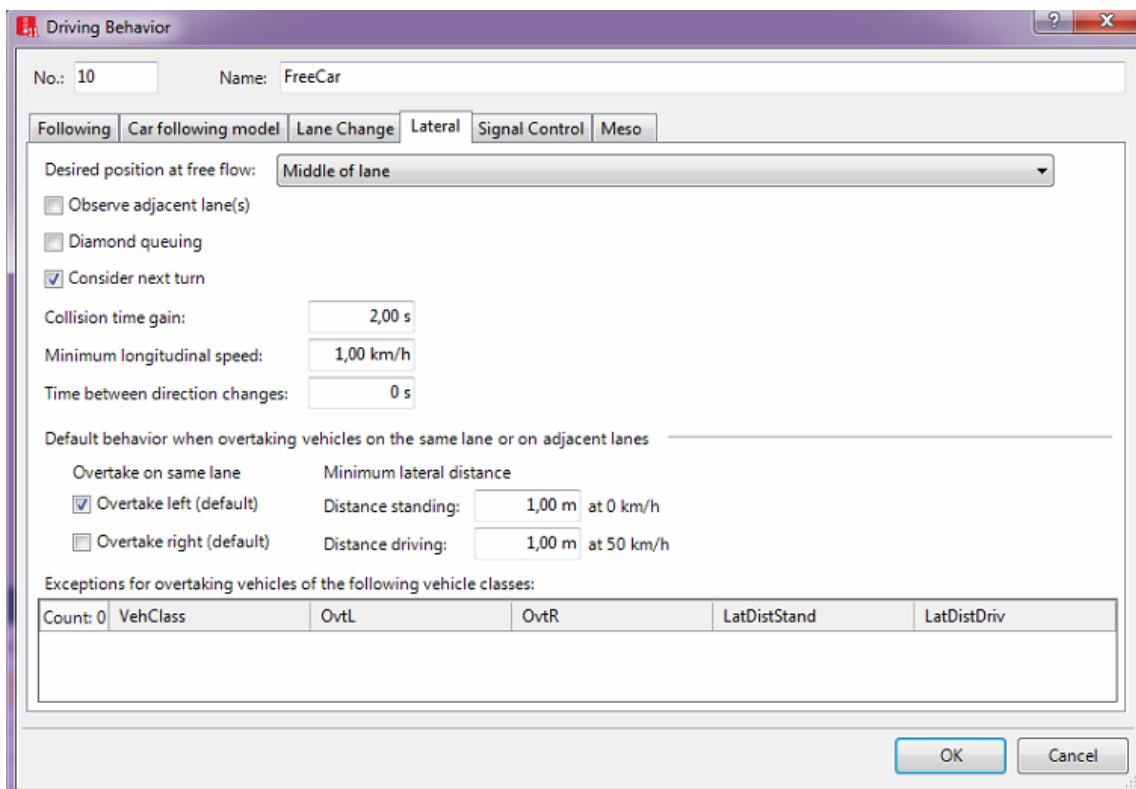 Driving Behavior
No.: 10 Name: FreeCar
Following Car following model Lane Change Lateral Signal Control Meso
Desired position at free flow: Middle of lane
Observe adjacent lane(s)
Diamond queuing
Consider next turn
Collision time gain: 2,00 s
Minimum longitudinal speed: 1,00 km/h
Time between direction changes: 0 s
Default behavior when overtaking vehicles on the same lane or on adjacent lanes
Overtake on same lane Minimum lateral distance
Overtake left (default) Distance standing: 1,00 m at 0 km/h
Overtake right (default) Distance driving: 1,00 m at 50 km/h
Exceptions for overtaking vehicles of the following vehicle classes:
Count: 0 VehClass OvtL OvtR LatDistStand LatDistDriv
OK Cancel